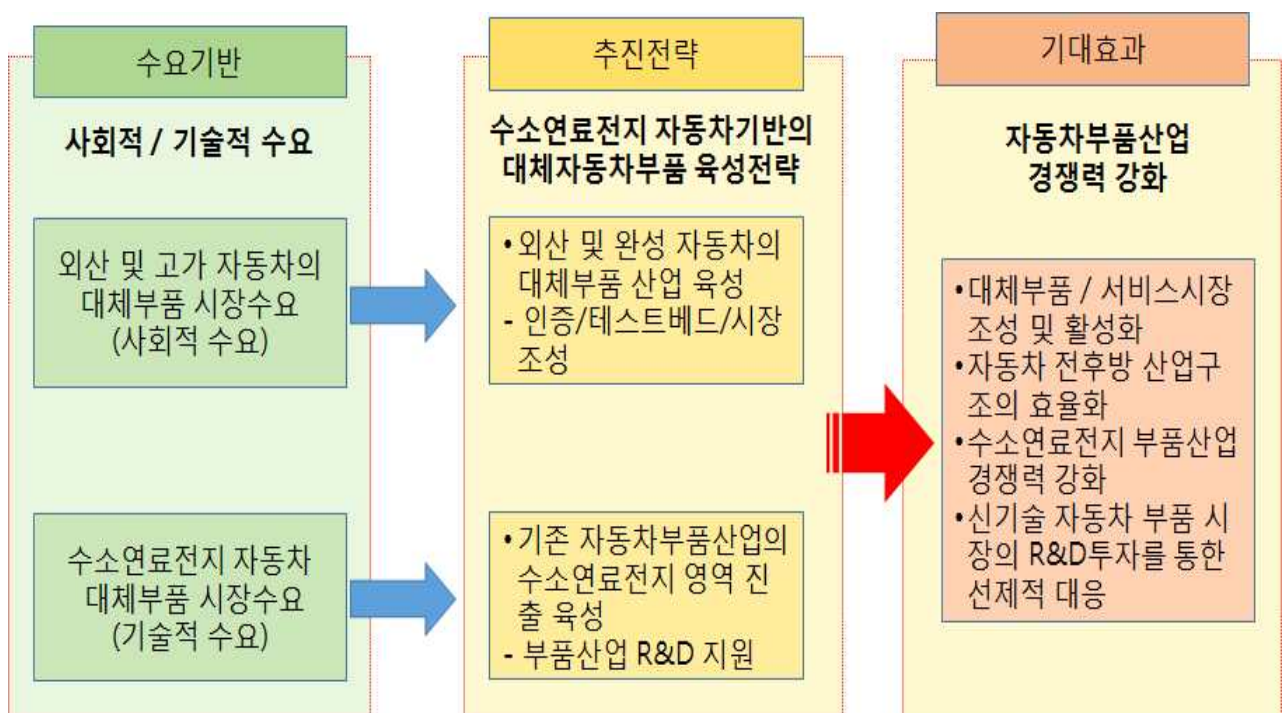 수요기반
사회적 / 기술적 수요
외산 및 고가 자동차의
대체부품 시장수요
(사회적 수요)
수소연료전지 자동차
대체부품 시장수요
(기술적 수요)
추진전략
수소연료전지 자동차기반의
대체자동차부품 육성전략
•외산 및 완성 자동차의
대체부품 산업 육성
- 인증/테스트베드/시장
조성
•기존 자동차부품산업의
수소연료전지 영역 진
출 육성
- 부품산업 R&D 지원
기대효과
자동차부품산업
경쟁력 강화
•대체부품 / 서비스시장
조성 및 활성화
•자동차 전후방 산업구
조의 효율화
•수소연료전지 부품산업
경쟁력 강화
•신기술 자동차 부품 시
장의 R&D투자를 통한
선제적 대응